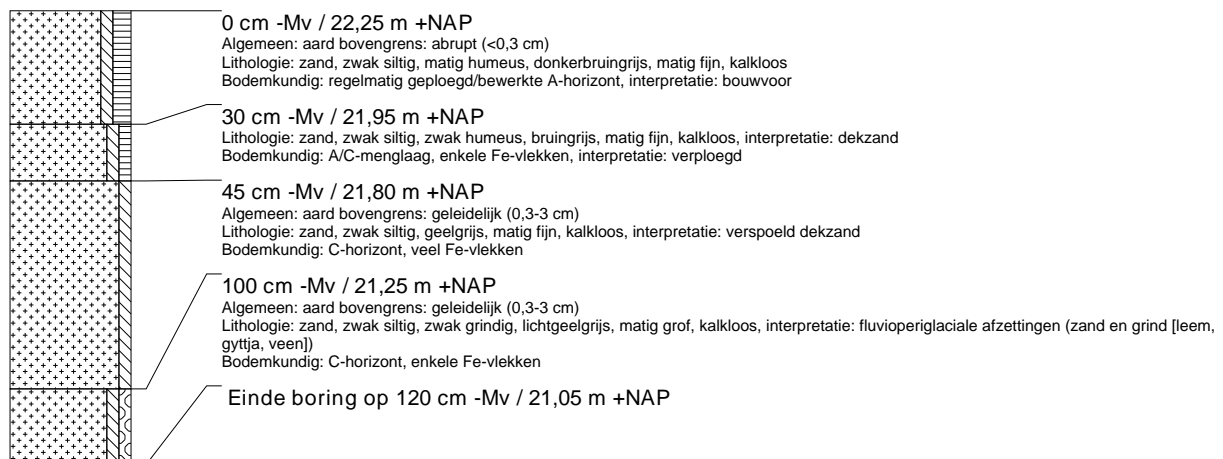 0 cm -Mv / 22,25 m +NAP
Algemeen: aard bovengrens: abrupt (<0,3 cm)
Lithologie: zand, zwak siltig, matig humeus, donkerbruingrijs, matig fijn, kalkloos
Bodemkundig: regelmatig geploegd/bewerkte A-horizont, interpretatie: bouwvoor
30 cm -Mv / 21,95 m +NAP
Lithologie: zand, zwak siltig, zwak humeus, bruingrijs, matig fijn, kalkloos, interpretatie: dekzand
Bodemkundig: A/C-menglaag, enkele Fe-vlekken, interpretatie: verploegd
45 cm -Mv / 21,80 m +NAP
Algemeen: aard bovengrens: geleidelijk (0,3-3 cm)
Lithologie: zand, zwak siltig, geelgrijs, matig fijn, kalkloos, interpretatie: verspoeld dekzand
Bodemkundig: C-horizont, veel Fe-vlekken
100 cm -Mv / 21,25 m +NAP
Algemeen: aard bovengrens: geleidelijk (0,3-3 cm)
Lithologie: zand, zwak siltig, zwak grindig, lichtgeelgrijs, matig grof, kalkloos, interpretatie: fluvioperiglaciale afzettingen (zand en grind [leem,
gyttja, veen])
Bodemkundig: C-horizont, enkele Fe-vlekken
Einde boring op 120 cm -Mv / 21,05 m +NAP